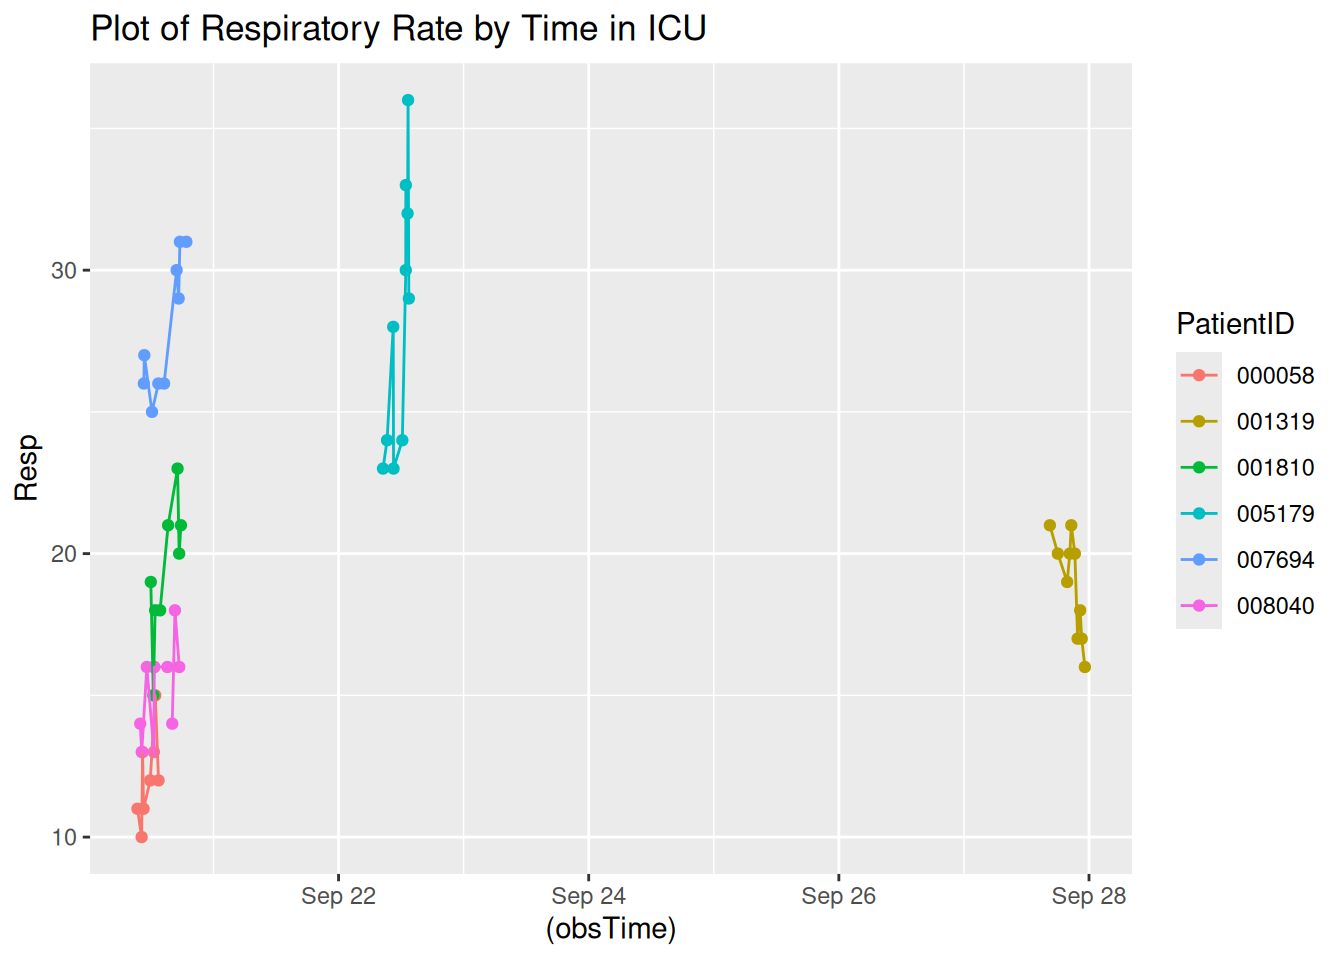 Plot of Respiratory Rate by Time in ICU
Resp
30
20
10
Sep 22
Sep 24
Sep 26
Sep 28
(obsTime)
PatientID
000058
001319
001810
005179
007694
008040